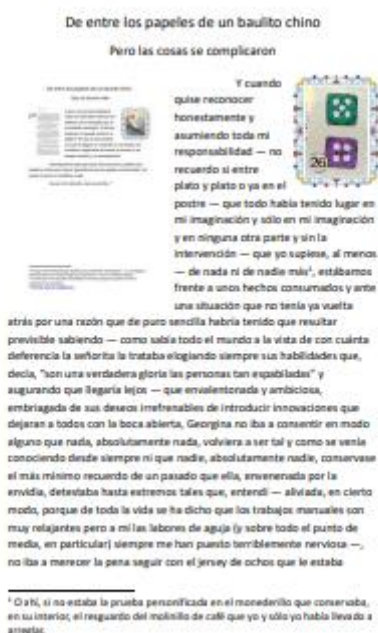 De entre los papeles de un baulito chino
Pero las cosas se complicaron
Y cuando
quise reconocer
honestamente y
asumiendo toda mi
responsabilidad — no
recuerdo si entre
plato y plato o ya en el
postre — que todo había tenido lugar en
mi imaginación y sólo en mi imaginación
y en ninguna otra parte y sin la
intervención — que yo supiese, al menos
— de nada ni de nadie más¹, estábamos
frente a unos hechos consumados y ante
una situación que no tenía ya vuelta
atrás por una razón que de puro sencilla habría tenido que resultar
previsible sabiendo — como sabía todo el mundo a la vista de con cuánta
deferencia la señorita la trataba elogiando siempre sus habilidades que,
decía, "son una verdadera gloria las personas tan espabiladas" y
augurando que llegaría lejos — que envalentonada y ambiciosa,
embriagada de sus deseos irrefrenables de introducir innovaciones que
dejaran a todos con la boca abierta, Georgina no iba a consentir en modo
alguno que nada, absolutamente nada, volviera a ser tal y como se venía
conociendo desde siempre ni que nadie, absolutamente nadie, conservase
el más mínimo recuerdo de un pasado que ella, envenenada por la
envidia, detestaba hasta extremos tales que, entendí — aliviada, en cierto
modo, porque de toda la vida se ha dicho que los trabajos manuales son
muy relajantes pero a mí las labores de aguja (y sobre todo el punto de
media, en particular) siempre me han puesto terriblemente nerviosa —,
no iba a merecer la pena seguir con el jersey de ochos que le estaba
26
¹ O ahí, si no estaba la prueba personificada en el monederillo que conservaba,
en su interior, el resguardo del molinillo de café que yo y sólo yo había llevado a
arreglar.